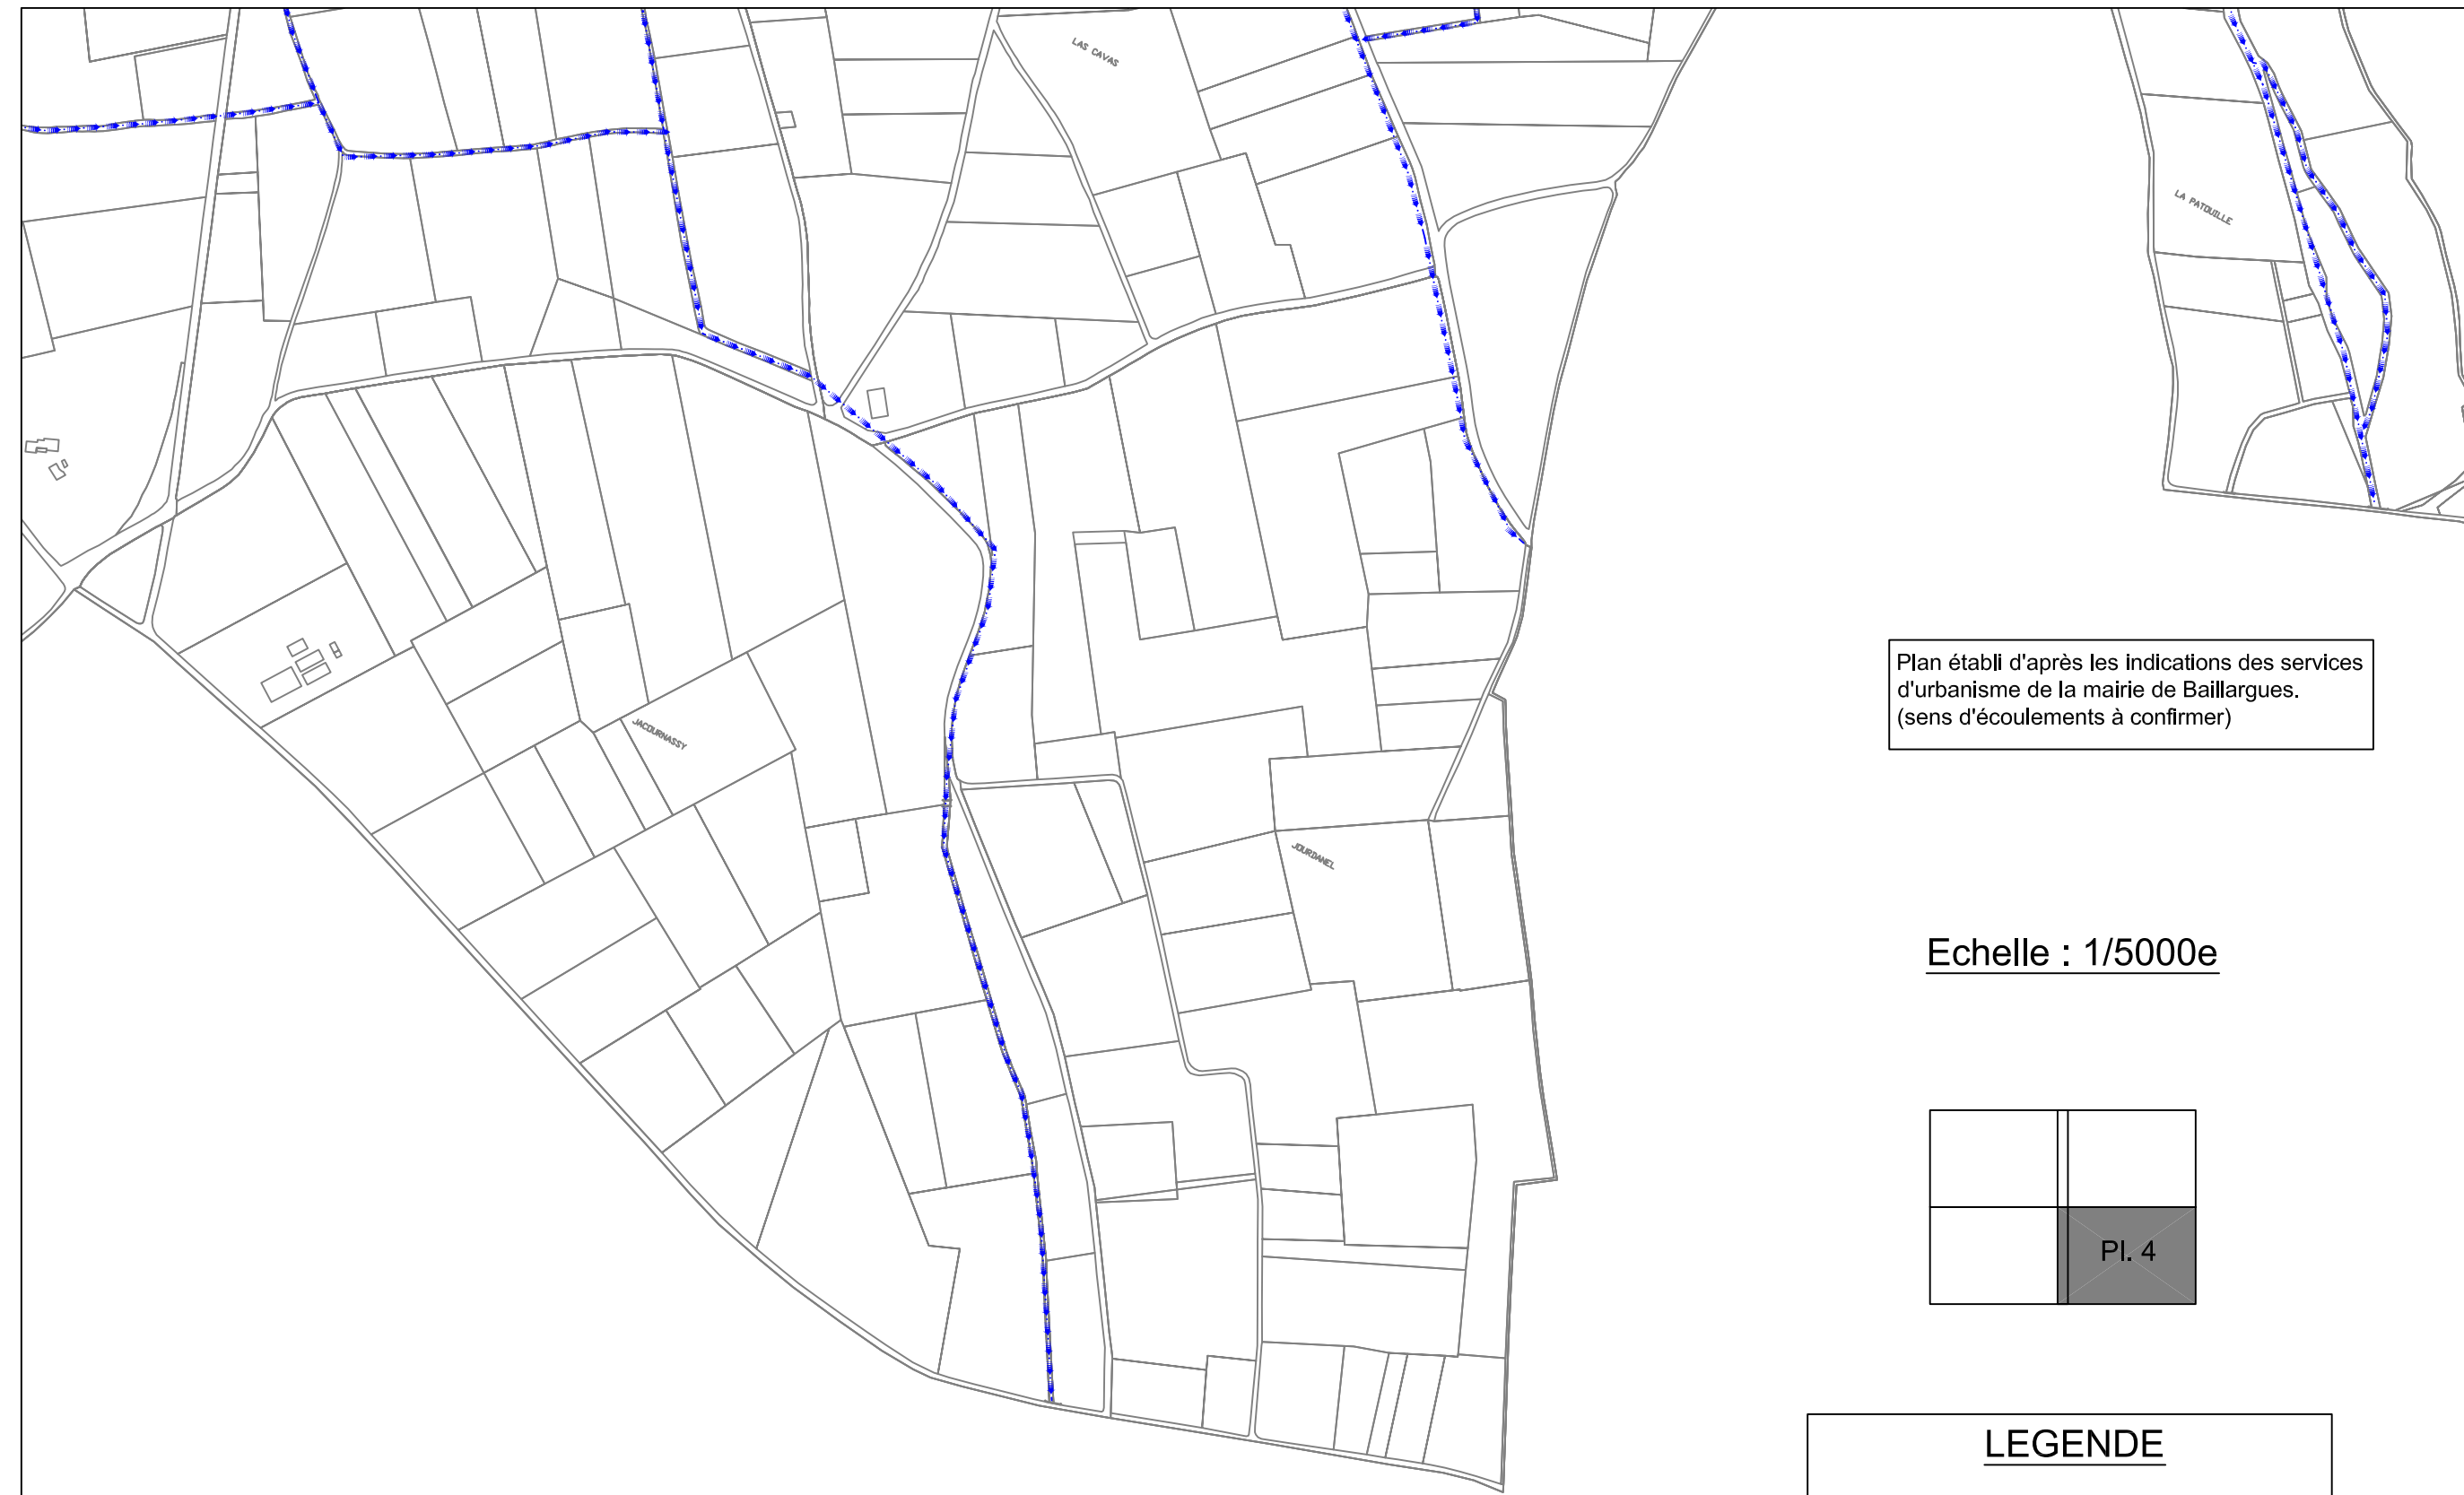 LAS CAVAS
LA PATOUILLE
Plan établi d'après les indications des services
d'urbanisme de la mairie de Baillargues.
(sens d'écoulements à confirmer)
JACOURNASSY
JOURDANEL
Echelle : 1/5000e
Pl. 4
LEGENDE